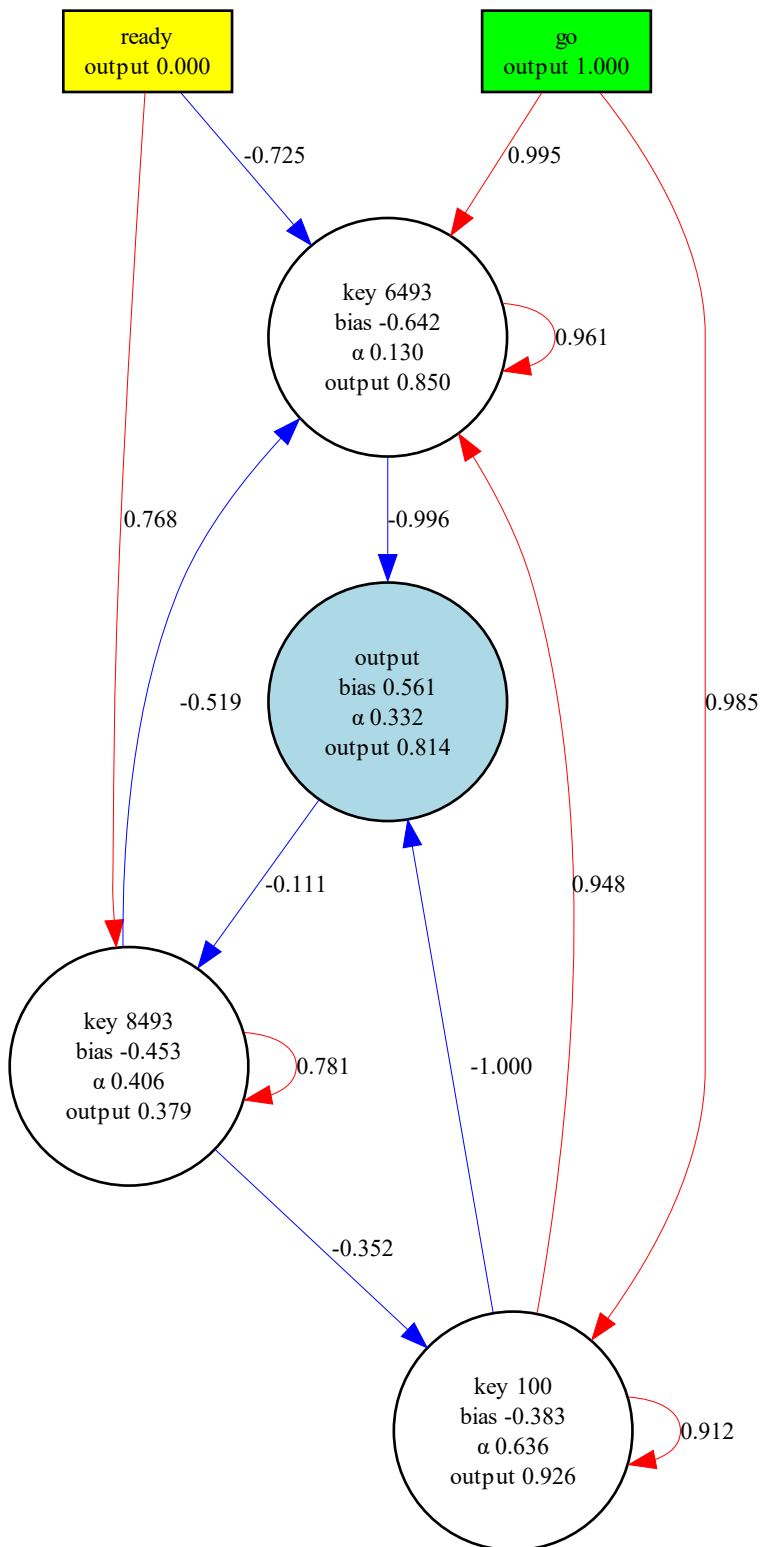 ready
output 0.000
go
output 1.000
-0.725
0.995
key 6493
bias -0.642
α 0.130
output 0.850
0.961
0.768
-0.996
output
bias 0.561
α 0.332
output 0.814
-0.519
0.985
-0.111
0.948
key 8493
bias -0.453
α 0.406
output 0.379
0.781
-1.000
-0.352
key 100
bias -0.383
α 0.636
output 0.926
0.912